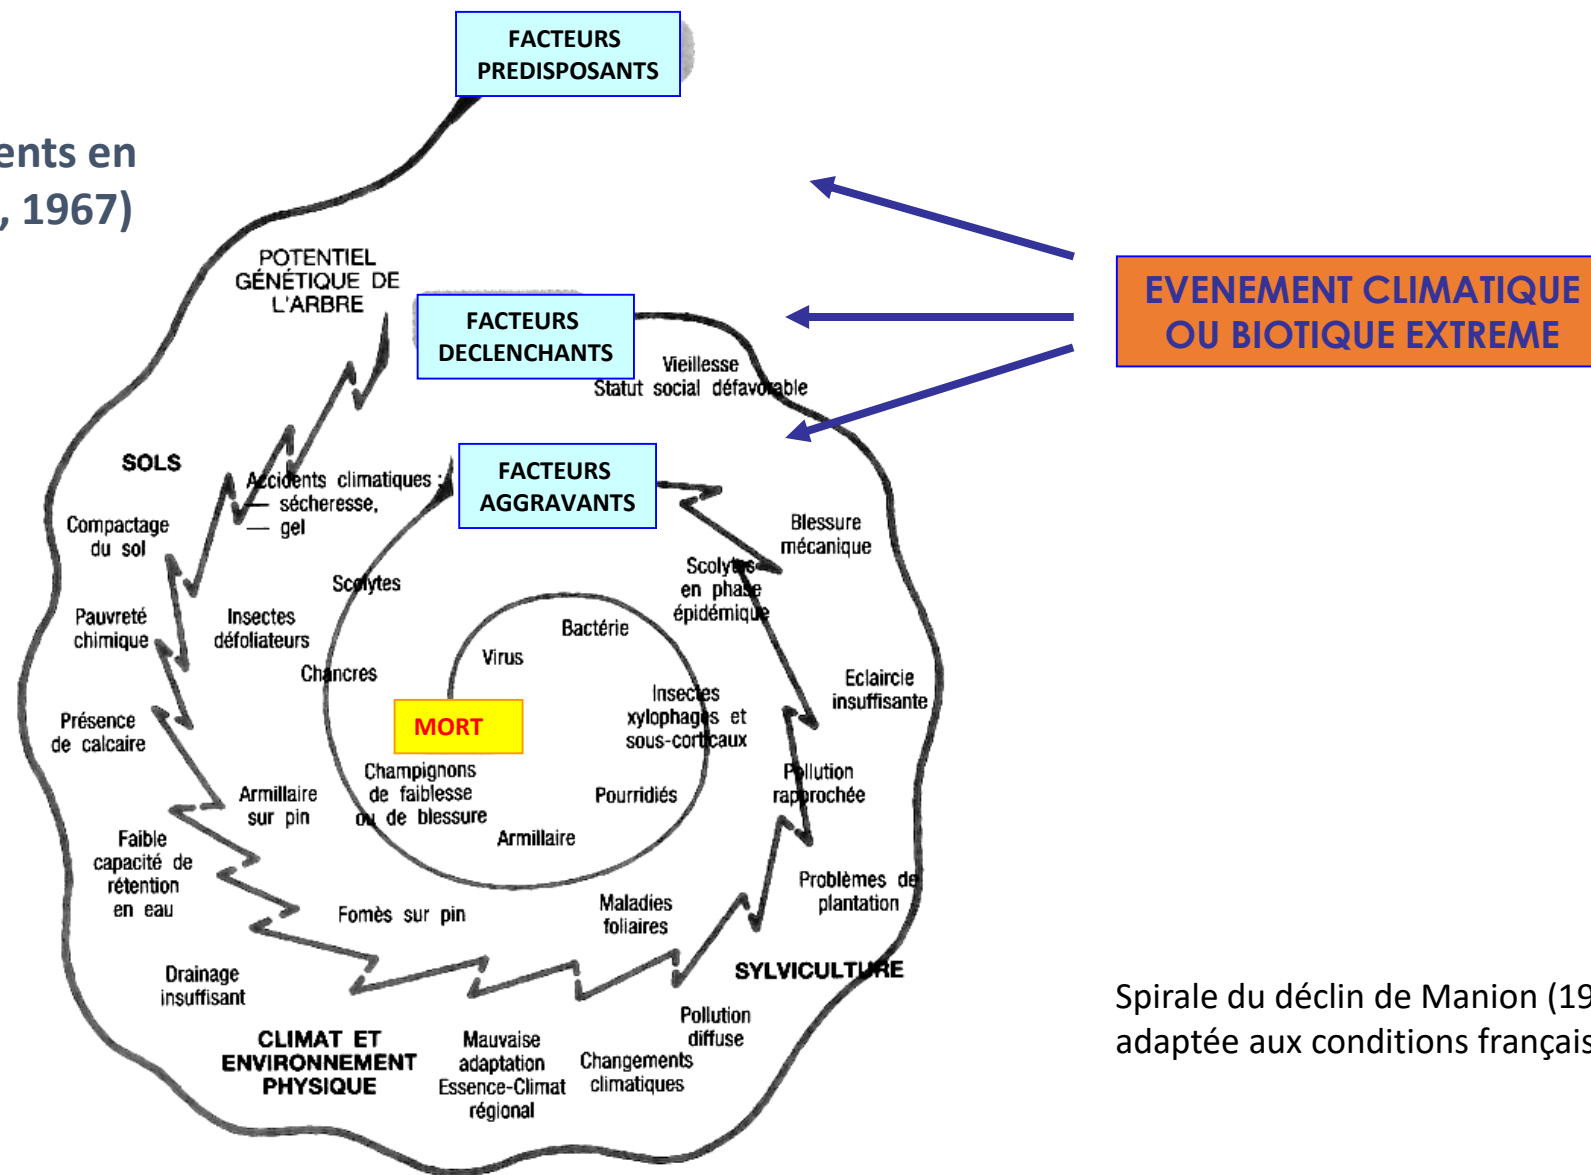 FACTEURS
PREDISPOSANTS
ents en
, 1967)
POTENTIEL
GÉNÉTIQUE DE
L'ARBRE
EVENEMENT CLIMATIQUE
OU BIOTIQUE EXTREME
FACTEURS
DECLENCHANTS
Vieillesse
Statut social défavorable
SOLS
Accidents climatiques :
— sécheresse,
— gel
FACTEURS
AGGRAVANTS
Compactage
du sol
Blessure
mécanique
Scolytes
Scolytes
en phase
épidémique
Pauvreté
chimique
Insectes
défoliateurs
Bactérie
Virus
Chancres
Eclaircie
insuffisante
Insectes
xylophages et
sous-corticaux
MORT
Présence
de calcaire
Champignons
de faiblesse
ou de blessure
Pollution
rapprochée
Armillaire
sur pin
Pourridiés
Armillaire
Faible
capacité de
rétention
en eau
Problèmes de
plantation
Fomès sur pin
Maladies
foliaires
Drainage
insuffisant
SYLVICULTURE
CLIMAT ET
ENVIRONNEMENT
PHYSIQUE
Mauvaise
adaptation
Essence-Climat
régional
Changements
climatiques
Pollution
diffuse
Spirale du déclin de Manion (19
adaptée aux conditions français